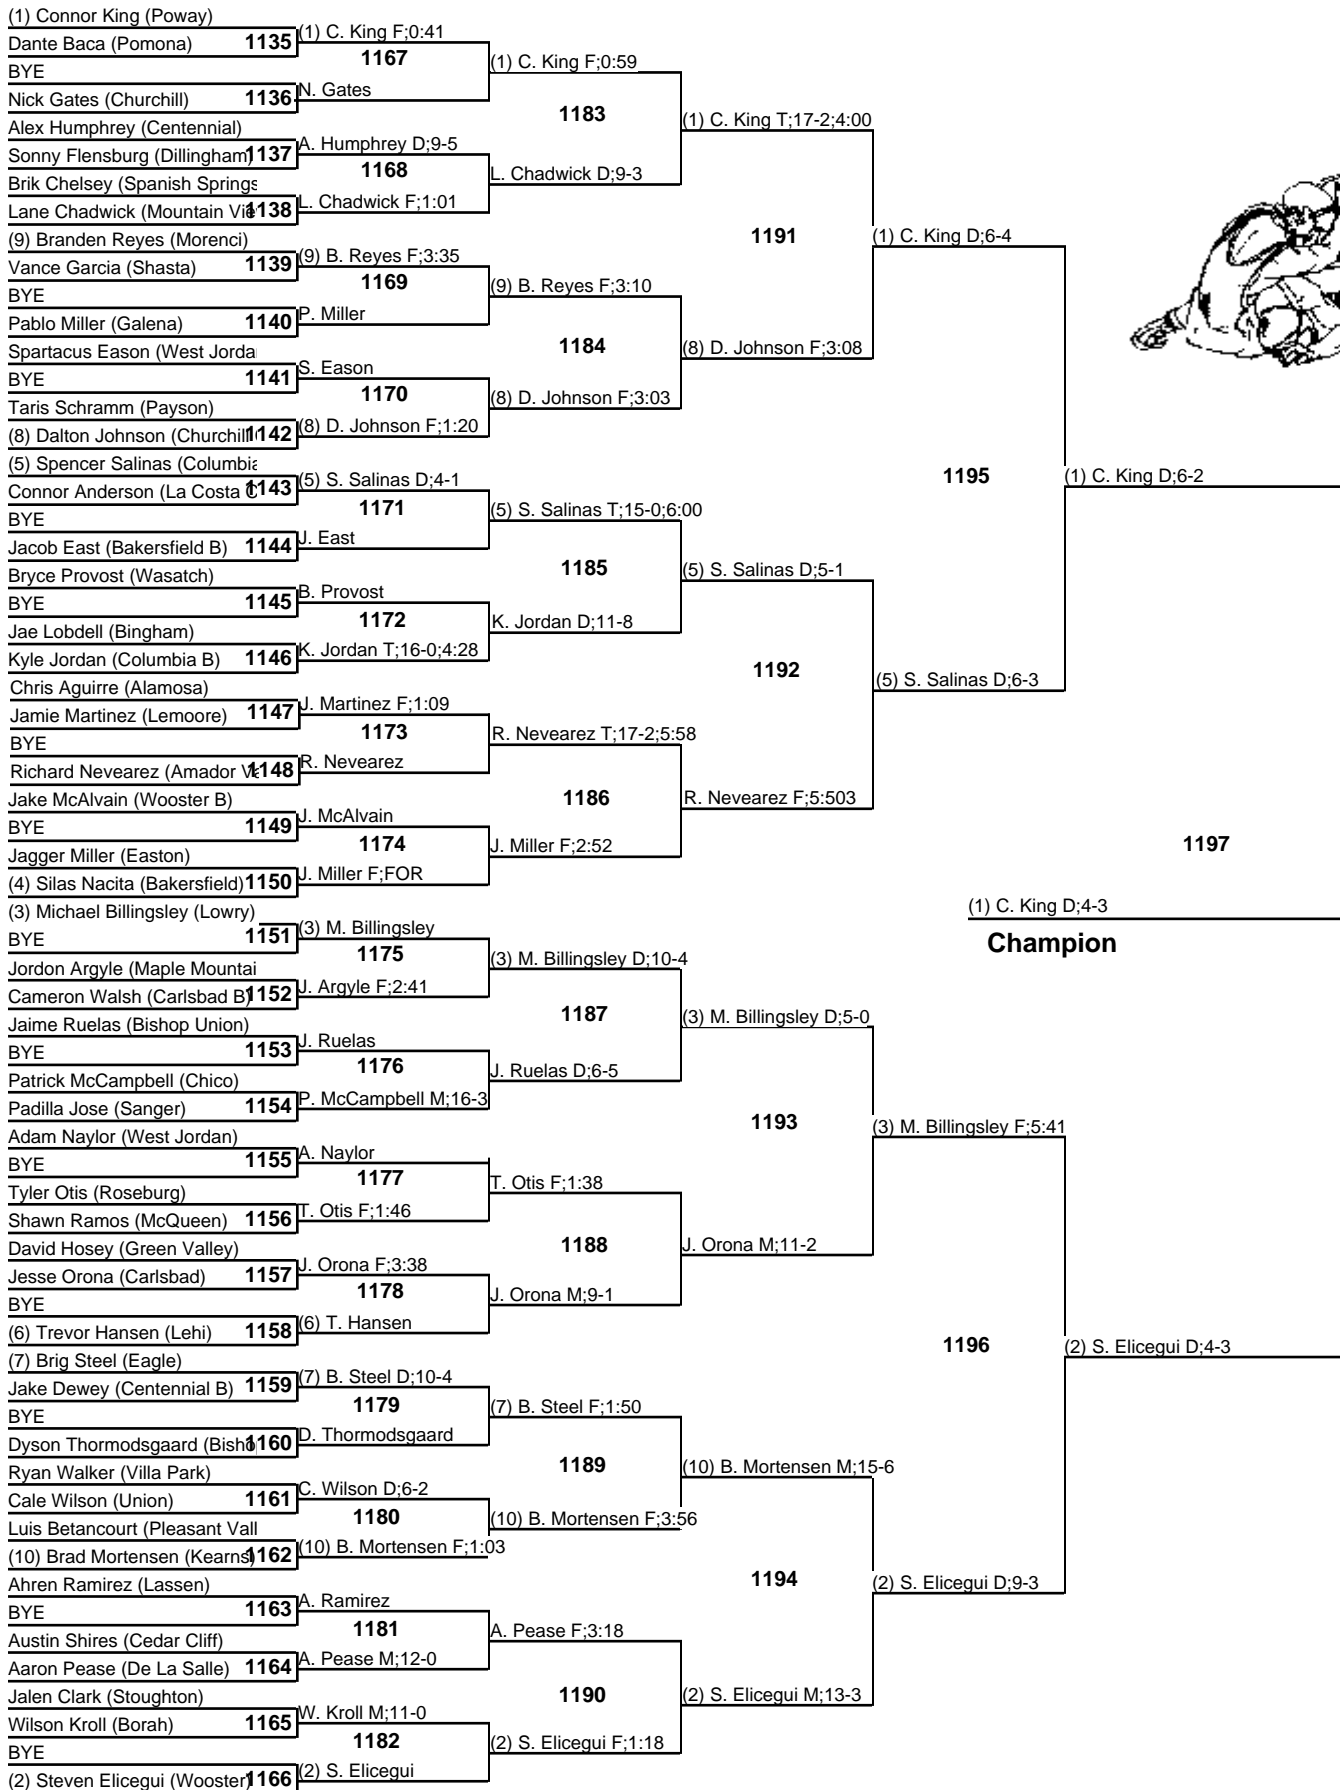 (1) Connor King (Poway)
Dante Baca (Pomona)
1135
BYE
Nick Gates (Churchill)
1136
Alex Humphrey (Centennial)
Sonny Flensburg (Dillingham)
1137
Brik Chelsey (Spanish Springs
Lane Chadwick (Mountain Vie
1138
(9) Branden Reyes (Morenci)
Vance Garcia (Shasta)
1139
BYE
Pablo Miller (Galena)
1140
Spartacus Eason (West Jorda
BYE
1141
Taris Schramm (Payson)
(8) Dalton Johnson (Churchill
1142
(5) Spencer Salinas (Columbia
Connor Anderson (La Costa C
1143
BYE
Jacob East (Bakersfield B)
1144
Bryce Provost (Wasatch)
BYE
1145
Jae Lobdell (Bingham)
Kyle Jordan (Columbia B)
1146
Chris Aguirre (Alamosa)
Jamie Martinez (Lemoore)
1147
BYE
Richard Nevearez (Amador Va
1148
Jake McAlvain (Wooster B)
BYE
1149
Jagger Miller (Easton)
(4) Silas Nacita (Bakersfield)
1150
(3) Michael Billingsley (Lowry)
BYE
1151
Jordon Argyle (Maple Mountai
Cameron Walsh (Carlsbad B)
1152
Jaime Ruelas (Bishop Union)
BYE
1153
Patrick McCampbell (Chico)
Padilla Jose (Sanger)
1154
Adam Naylor (West Jordan)
BYE
1155
Tyler Otis (Roseburg)
Shawn Ramos (McQueen)
1156
David Hosey (Green Valley)
Jesse Orona (Carlsbad)
1157
BYE
(6) Trevor Hansen (Lehi)
1158
(7) Brig Steel (Eagle)
Jake Dewey (Centennial B)
1159
BYE
Dyson Thormodsgaard (Bisho
1160
Ryan Walker (Villa Park)
Cale Wilson (Union)
1161
Luis Betancourt (Pleasant Vall
(10) Brad Mortensen (Kearns)
1162
Ahren Ramirez (Lassen)
BYE
1163
Austin Shires (Cedar Cliff)
Aaron Pease (De La Salle)
1164
Jalen Clark (Stoughton)
Wilson Kroll (Borah)
1165
BYE
(2) Steven Elicegui (Wooster)
1166
(1) C. King F;0:41
1167
N. Gates
A. Humphrey D;9-5
1168
L. Chadwick F;1:01
(9) B. Reyes F;3:35
1169
P. Miller
S. Eason
1170
(8) D. Johnson F;1:20
(5) S. Salinas D;4-1
1171
J. East
B. Provost
1172
K. Jordan T;16-0;4:28
J. Martinez F;1:09
1173
R. Nevearez
J. McAlvain
1174
J. Miller F;FOR
(3) M. Billingsley
1175
J. Argyle F;2:41
J. Ruelas
1176
P. McCampbell M;16-3
A. Naylor
1177
T. Otis F;1:46
J. Orona F;3:38
1178
(6) T. Hansen
(7) B. Steel D;10-4
1179
D. Thormodsgaard
C. Wilson D;6-2
1180
(10) B. Mortensen F;1:03
A. Ramirez
1181
A. Pease M;12-0
W. Kroll M;11-0
1182
(2) S. Elicegui
(1) C. King F;0:59
1183
L. Chadwick D;9-3
(9) B. Reyes F;3:10
1184
(8) D. Johnson F;3:03
(5) S. Salinas T;15-0;6:00
1185
K. Jordan D;11-8
R. Nevearez T;17-2;5:58
1186
J. Miller F;2:52
(3) M. Billingsley D;10-4
1187
J. Ruelas D;6-5
T. Otis F;1:38
1188
J. Orona M;9-1
(7) B. Steel F;1:50
1189
(10) B. Mortensen F;3:56
A. Pease F;3:18
1190
(2) S. Elicegui F;1:18
(1) C. King T;17-2;4:00
1191
(8) D. Johnson F;3:08
(5) S. Salinas D;5-1
1192
R. Nevearez F;5:503
(3) M. Billingsley D;5-0
1193
J. Orona M;11-2
(10) B. Mortensen M;15-6
1194
(2) S. Elicegui M;13-3
(1) C. King D;6-4
1195
(5) S. Salinas D;6-3
(3) M. Billingsley F;5:41
1196
(2) S. Elicegui D;9-3
(1) C. King D;6-2
1197
(2) S. Elicegui D;4-3
(1) C. King D;4-3
Champion